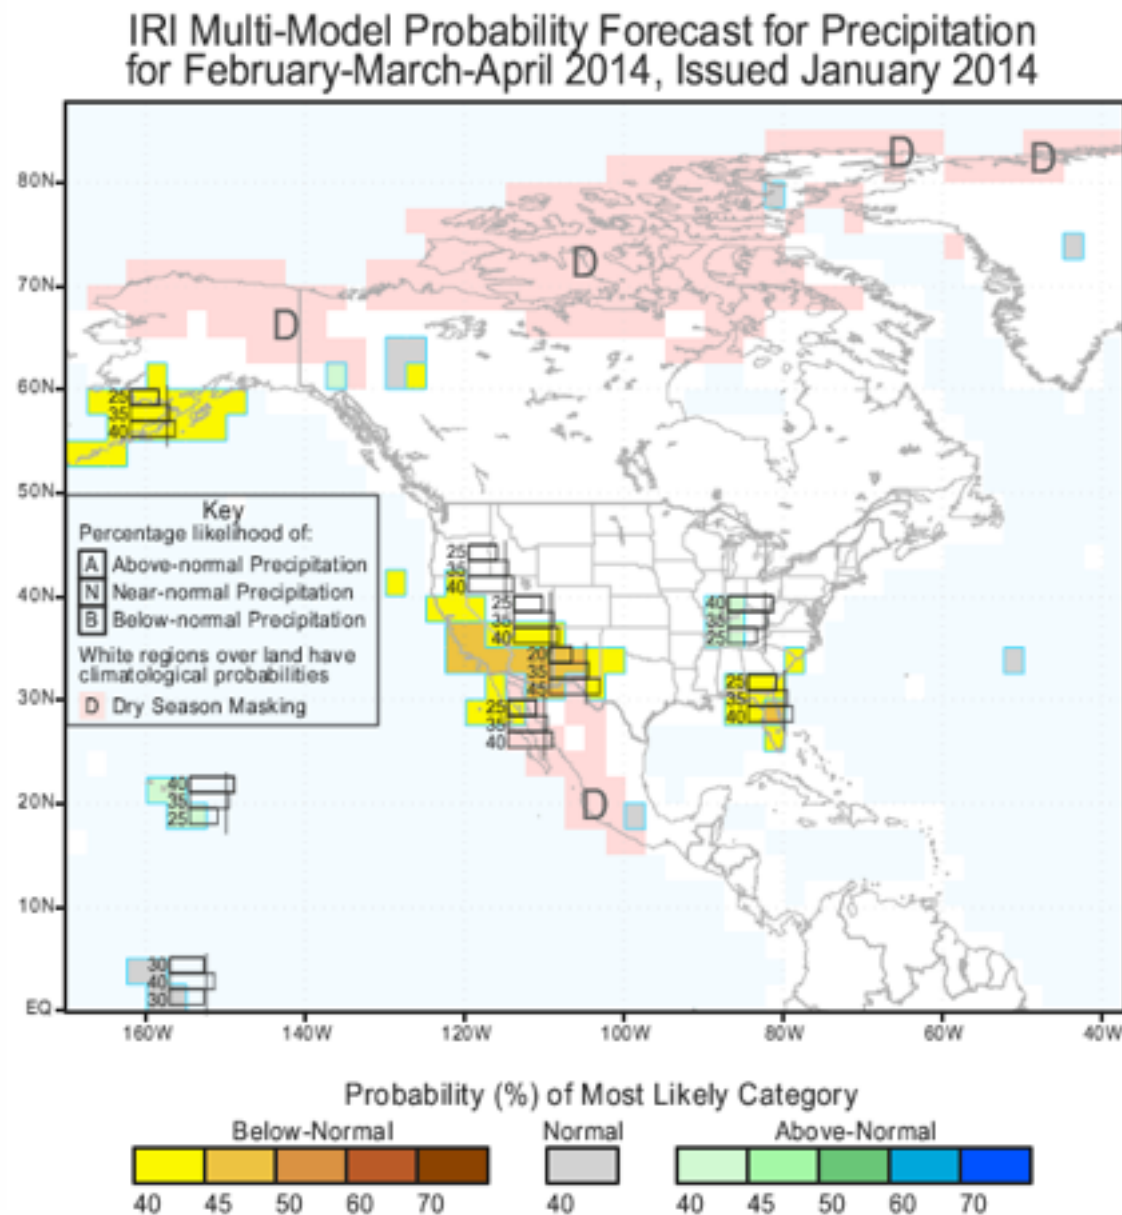 IRI Multi-Model Probability Forecast for Precipitation
for February-March-April 2014, Issued January 2014
80N
D
D
D
70N
D
60N
25
35
40
50N
Key
Percentage likelihood of:
A Above-normal Precipitation
N Near-normal Precipitation
B Below-normal Precipitation
White regions over land have
climatological probabilities
D Dry Season Masking
25
35
40
40N
25
35
40
40
35
25
20
35
45
30N
25
35
40
25
35
40
40
35
25
20N
D
10N
30
40
30
EQ
160W 140W 120W 100W 80W 60W 40W
Probability (%) of Most Likely Category
Below-Normal Normal Above-Normal
40 45 50 60 70 40 40 45 50 60 70